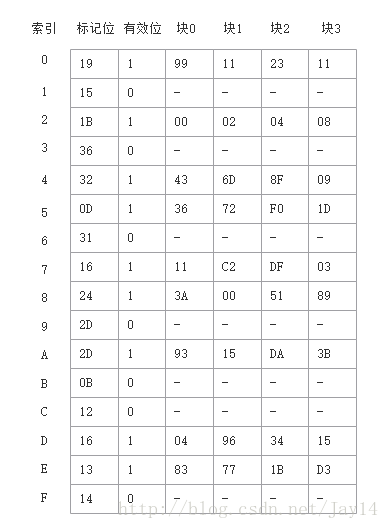 索引 标记位 有效位 块0 块1 块2 块3
0 19 1 99 11 23 11
1 15 0 - - - -
2 1B 1 00 02 04 08
3 36 0 - - - -
4 32 1 43 6D 8F 09
5 0D 1 36 72 F0 1D
6 31 0 - - - -
7 16 1 11 C2 DF 03
8 24 1 3A 00 51 89
9 2D 0 - - - -
A 2D 1 93 15 DA 3B
B 0B 0 - - - -
C 12 0 - - - -
D 16 1 04 96 34 15
E 13 1 83 77 1B D3
F 14 0 - - - -
http://blog.csdn.net/Jay14